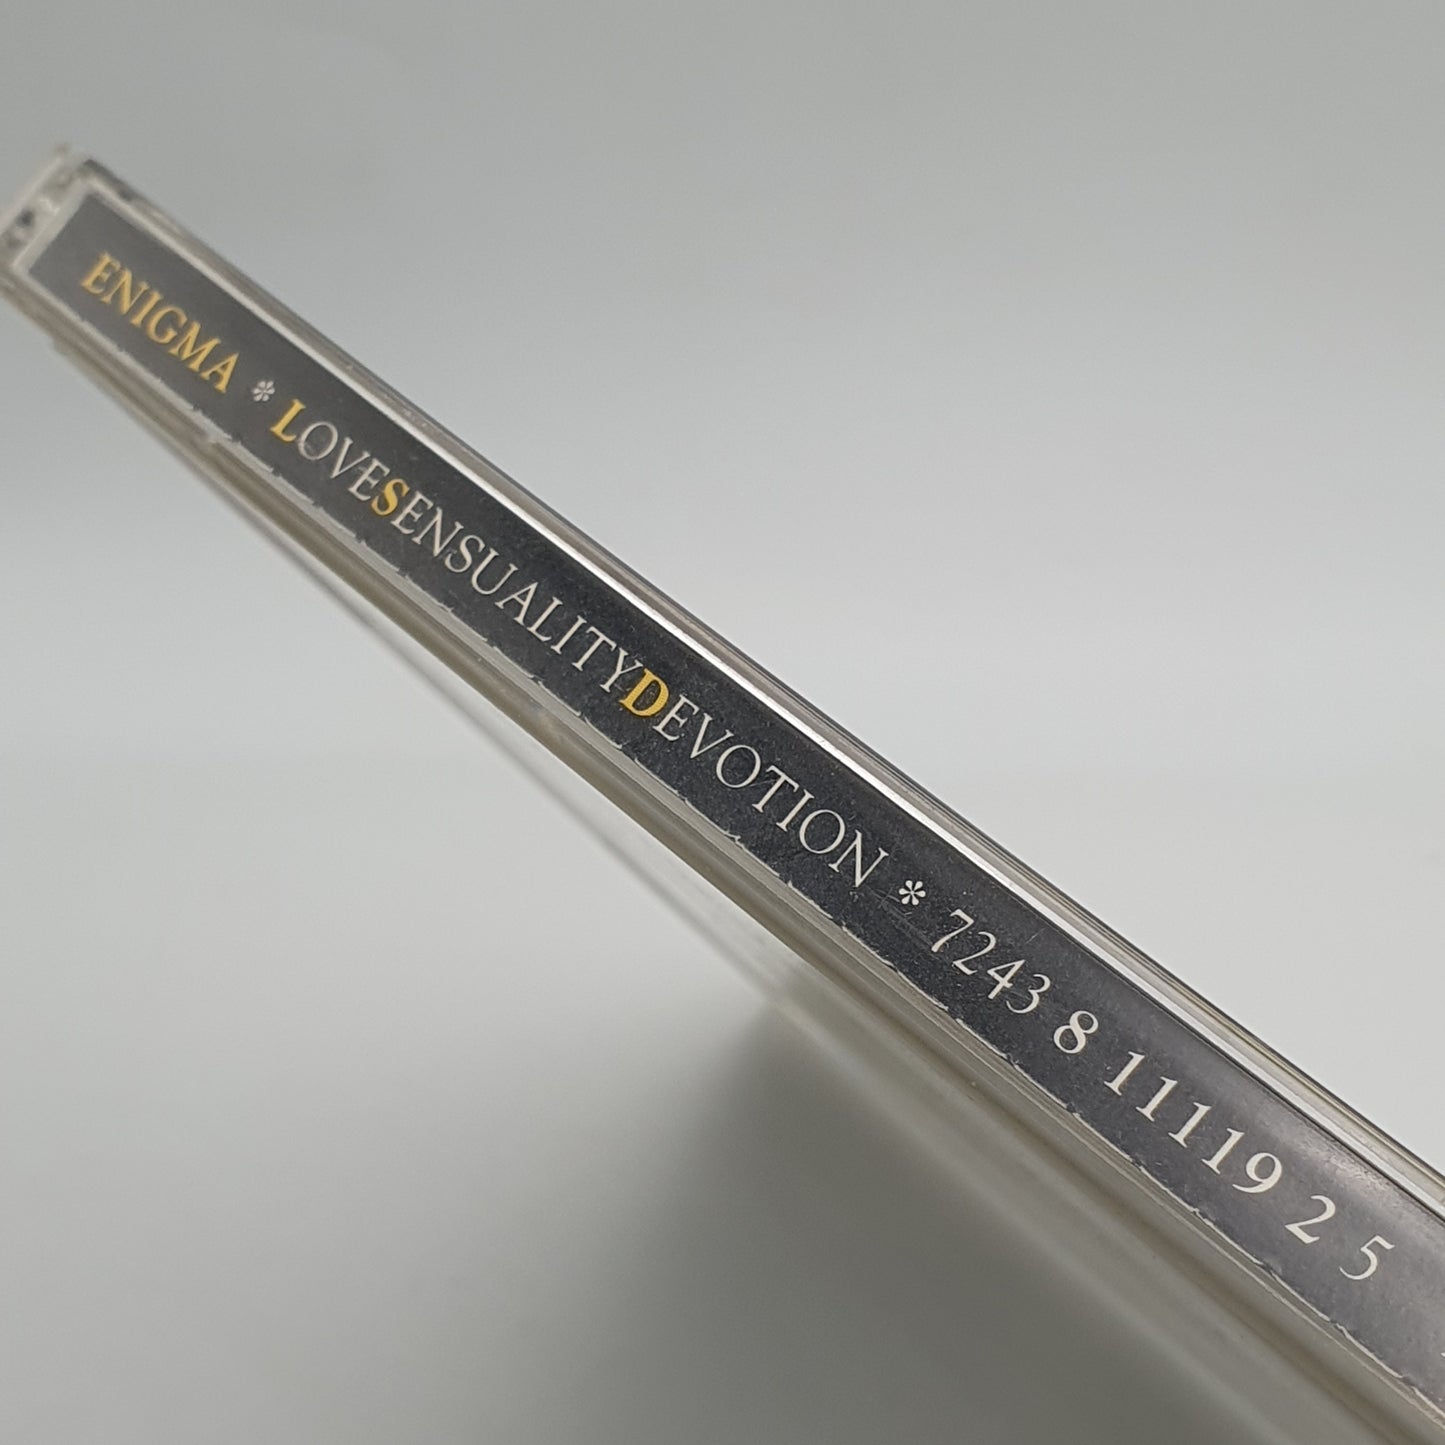 ENIGMA * LOVESENSUALITYDEVOTION * 7243 8 11119 2 5